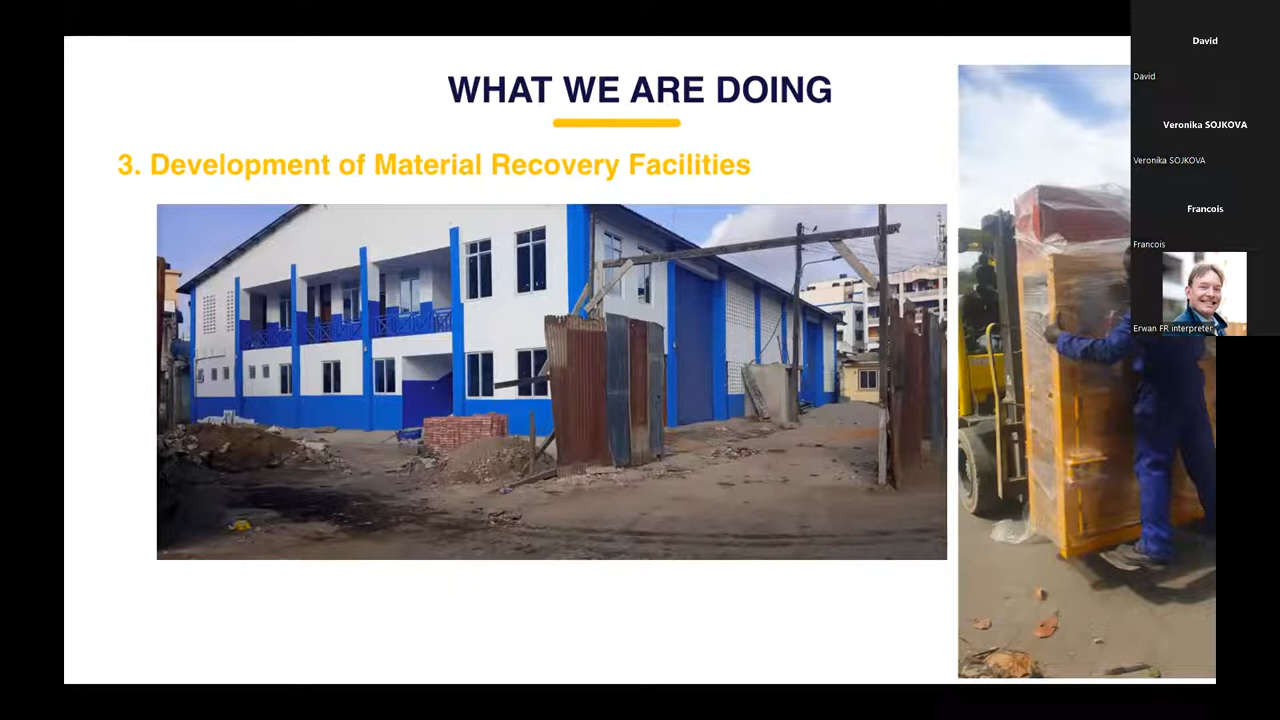 WHAT WE ARE DOING
3. Development of Material Recovery Facilities
David
David
Veronika SOJKOVA
Veronika SOJKOVA
Francois
Francois
Erwan FR interpreter